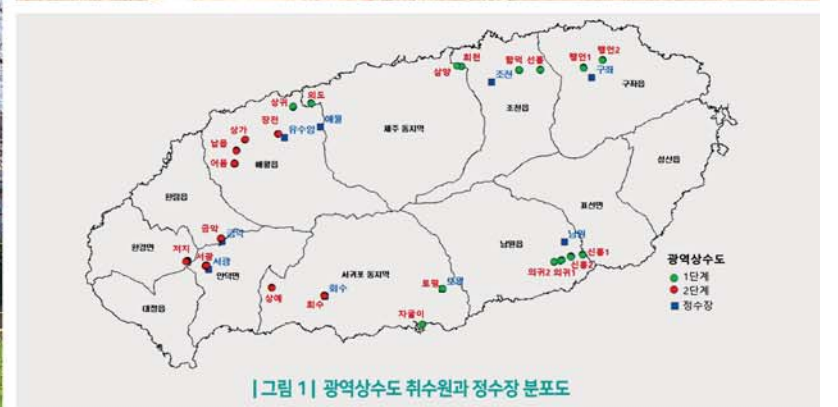 회천
삼양
조천
함덕 선흘
행원1
행원2
구좌
구좌읍
상귀
외도
장전
유수암
애월
상가
납읍
어음
애월읍
제주 동지역
조천읍
성산읍
한림읍
금악
금악
한경면
저지
서광
서광
안덕면
대정읍
상예
회수
회수
서귀포 동지역
토평
토평
자굴이
남원읍
남원
표선면
신흥1
신흥2
의귀2 의귀1
광역상수도
1단계
2단계
정수장
| 그림 1 | 광역상수도 취수원과 정수장 분포도